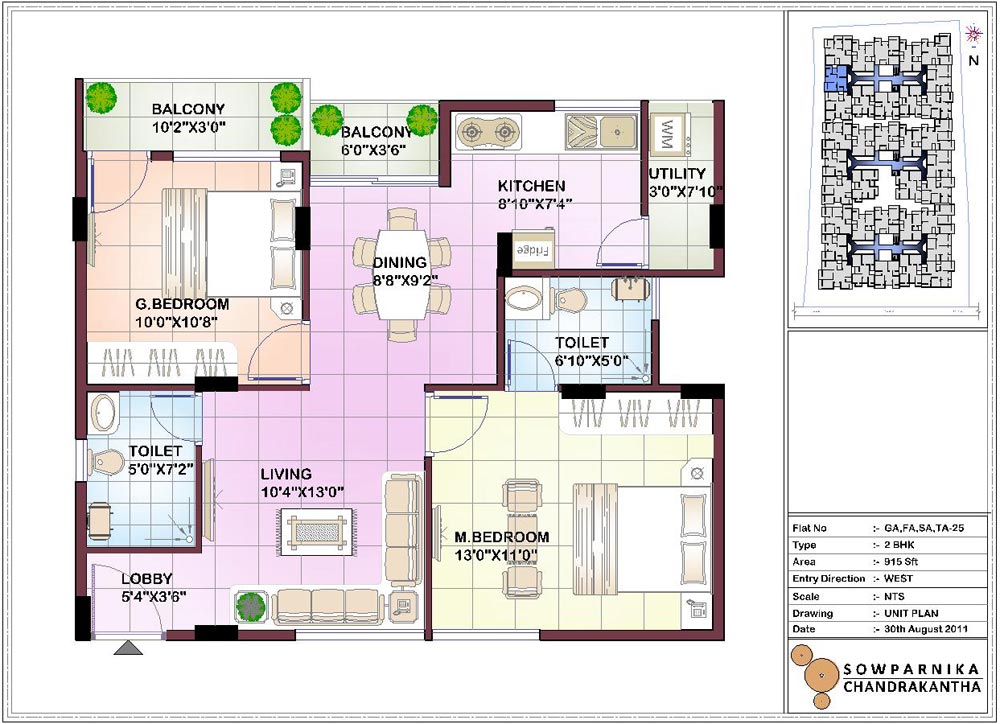 BALCONY
10'2"X3'0"
BALCONY
6'0"X3'6"
KITCHEN
8'10"X7'4"
WM
UTILITY
3'0"X7'10"
Fridge
DINING
8'8"X9'2"
G.BEDROOM
10'0"X10'8"
TOILET
6'10"X5'0"
TOILET
5'0"X7'2"
LIVING
10'4"X13'0"
M.BEDROOM
13'0"X11'0"
LOBBY
5'4"X3'6"
N
Flat No :- GA,FA,SA,TA-25
Type :- 2 BHK
Area :- 915 Sft
Entry Direction :- WEST
Scale :- NTS
Drawing :- UNIT PLAN
Date :- 30th August 2011
SOWPARNIKA
CHANDRAKANTHA